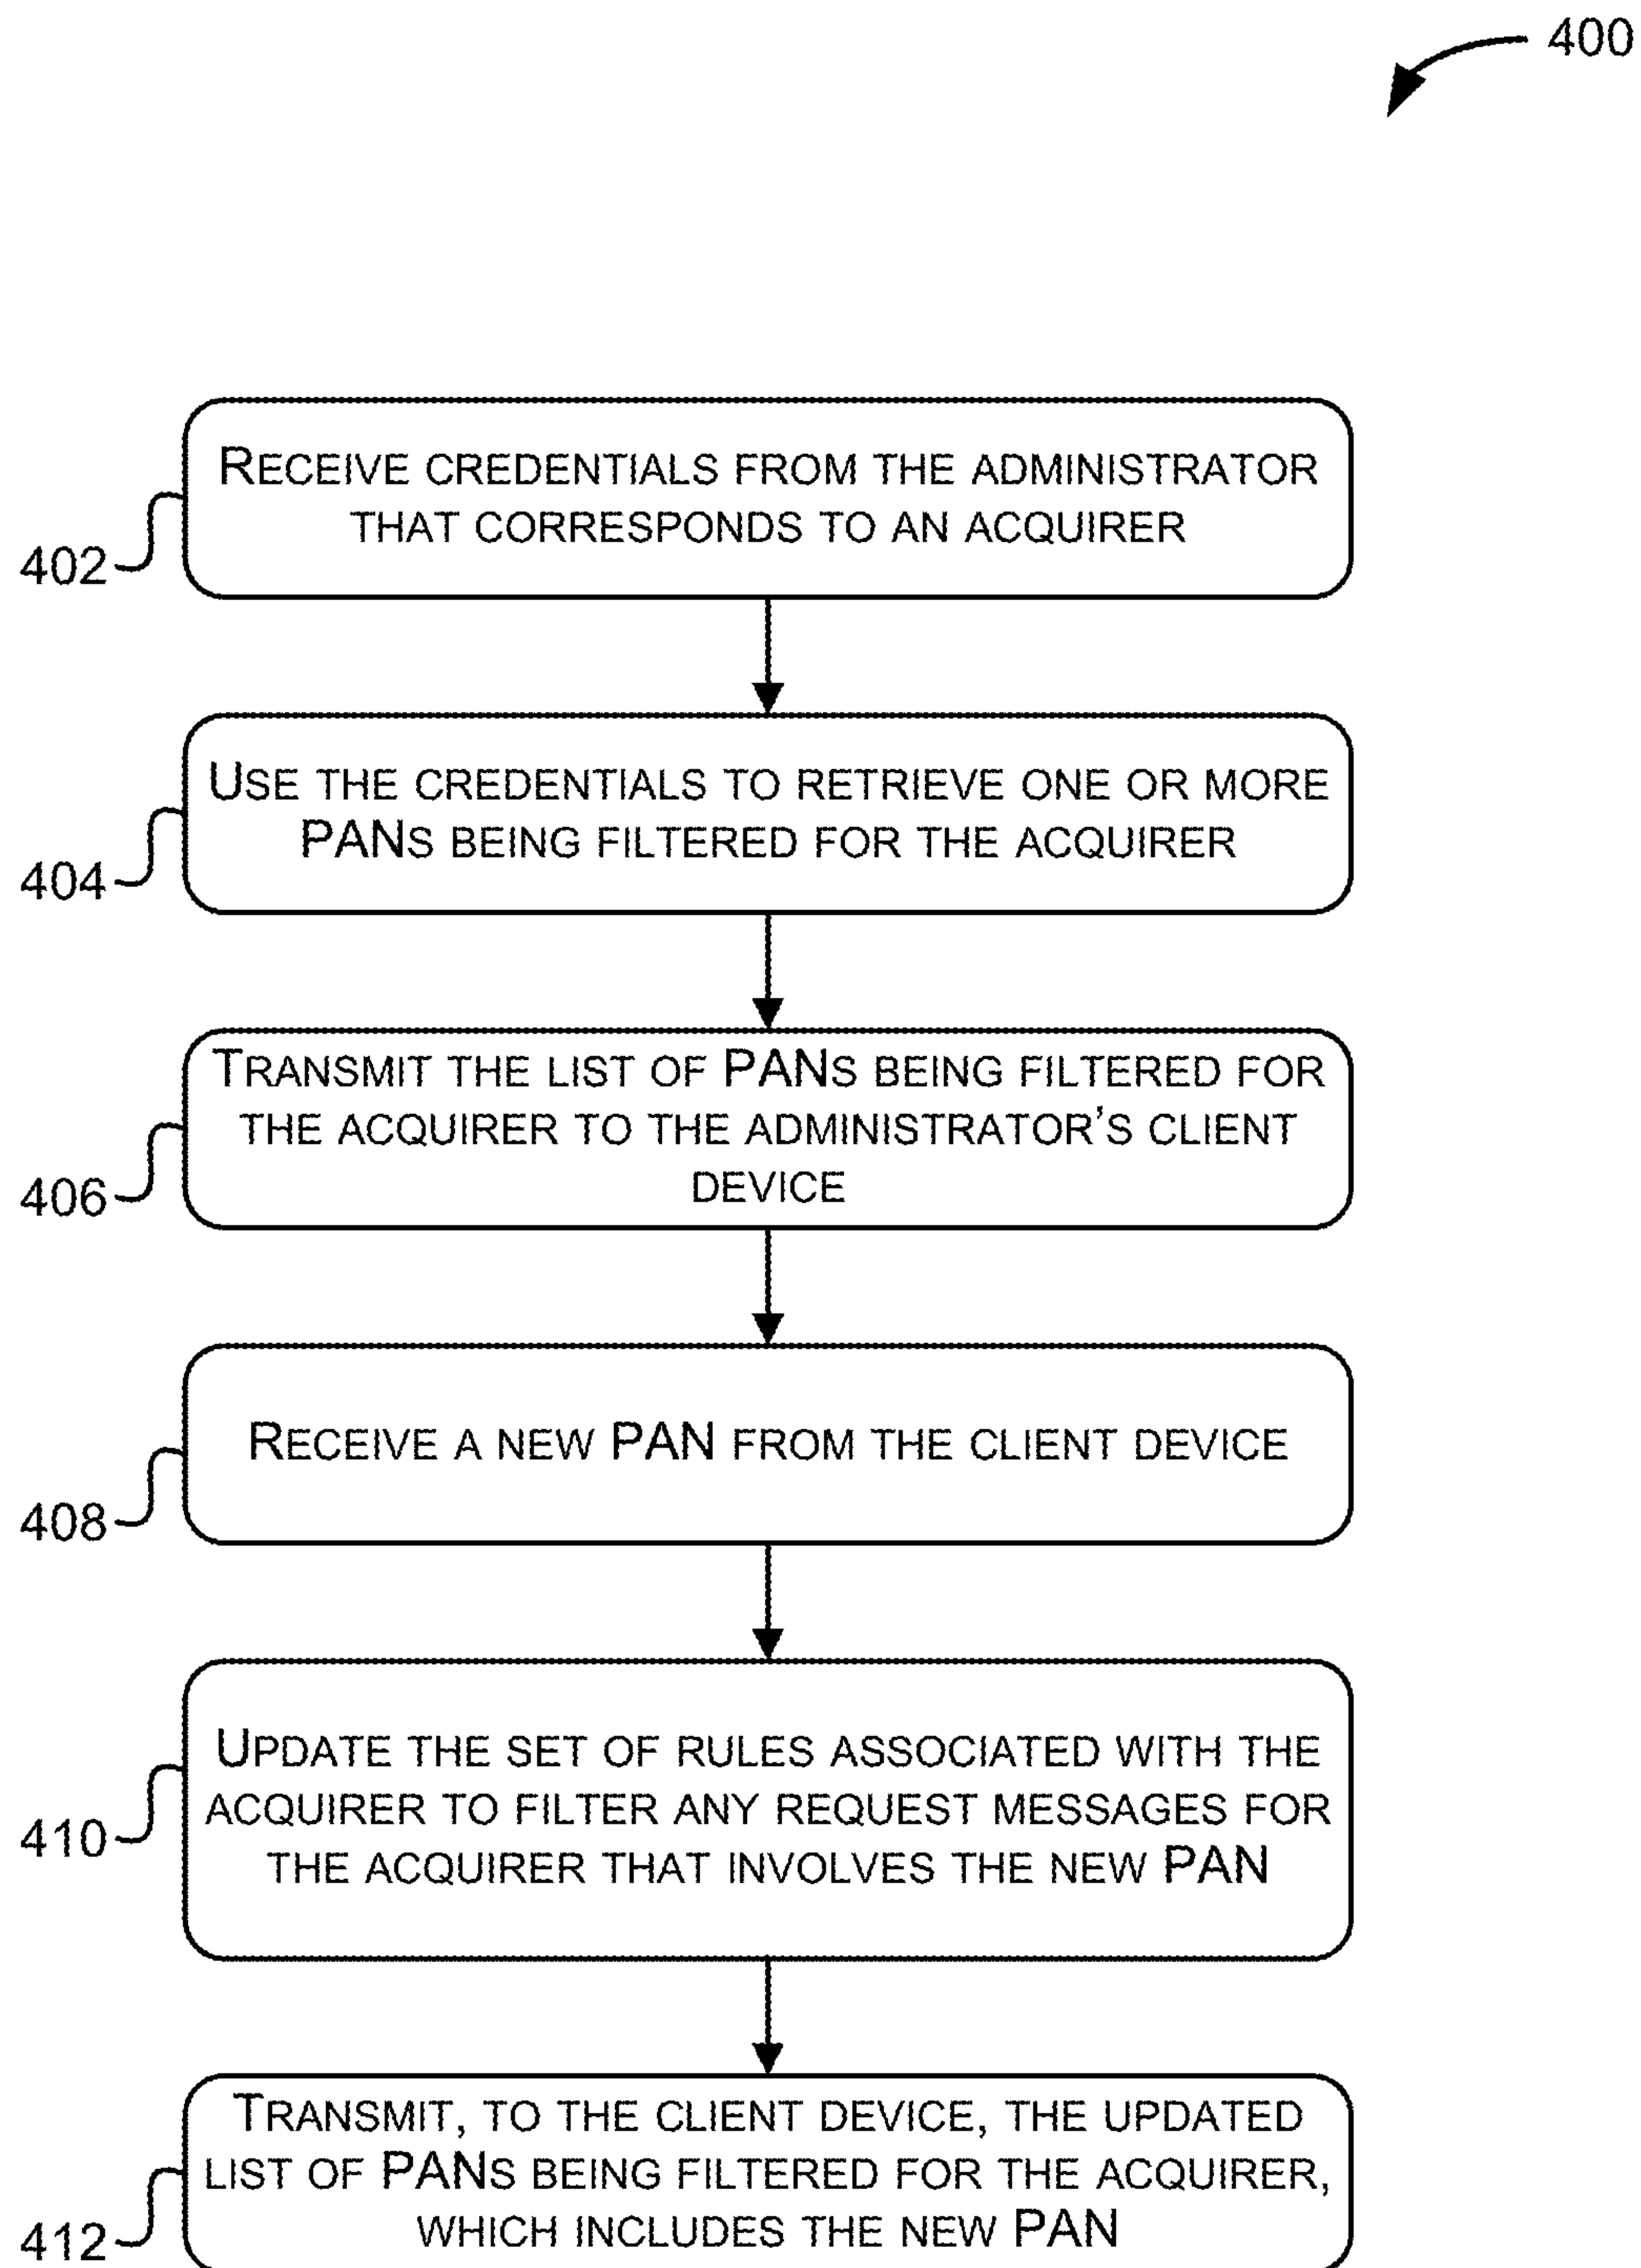 400
RECEIVE CREDENTIALS FROM THE ADMINISTRATOR
THAT CORRESPONDS TO AN ACQUIRER
402
USE THE CREDENTIALS TO RETRIEVE ONE OR MORE
PANS BEING FILTERED FOR THE ACQUIRER
404
TRANSMIT THE LIST OF PANS BEING FILTERED FOR
THE ACQUIRER TO THE ADMINISTRATOR'S CLIENT
DEVICE
406
RECEIVE A NEW PAN FROM THE CLIENT DEVICE
408
UPDATE THE SET OF RULES ASSOCIATED WITH THE
ACQUIRER TO FILTER ANY REQUEST MESSAGES FOR
THE ACQUIRER THAT INVOLVES THE NEW PAN
410
TRANSMIT, TO THE CLIENT DEVICE, THE UPDATED
LIST OF PANS BEING FILTERED FOR THE ACQUIRER,
WHICH INCLUDES THE NEW PAN
412